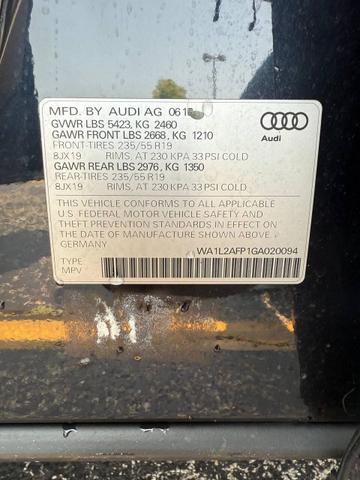 MFD. BY AUDI AG 0615
GVWR LBS 5423, KG 2460
GAWR FRONT LBS 2668, KG 1210
FRONT-TIRES 235/55 R19
8JX19 RIMS, AT 230 KPA 33 PSI COLD
GAWR REAR LBS 2976, KG 1350
REAR-TIRES 235/55 R19
8JX19 RIMS, AT 230 KPA 33 PSI COLD
Audi
THIS VEHICLE CONFORMS TO ALL APPLICABLE
U.S. FEDERAL MOTOR VEHICLE SAFETY AND
THEFT PREVENTION STANDARDS IN EFFECT ON
THE DATE OF MANUFACTURE SHOWN ABOVE.
GERMANY WA1L2AFP1GA020094
TYPE
MPV